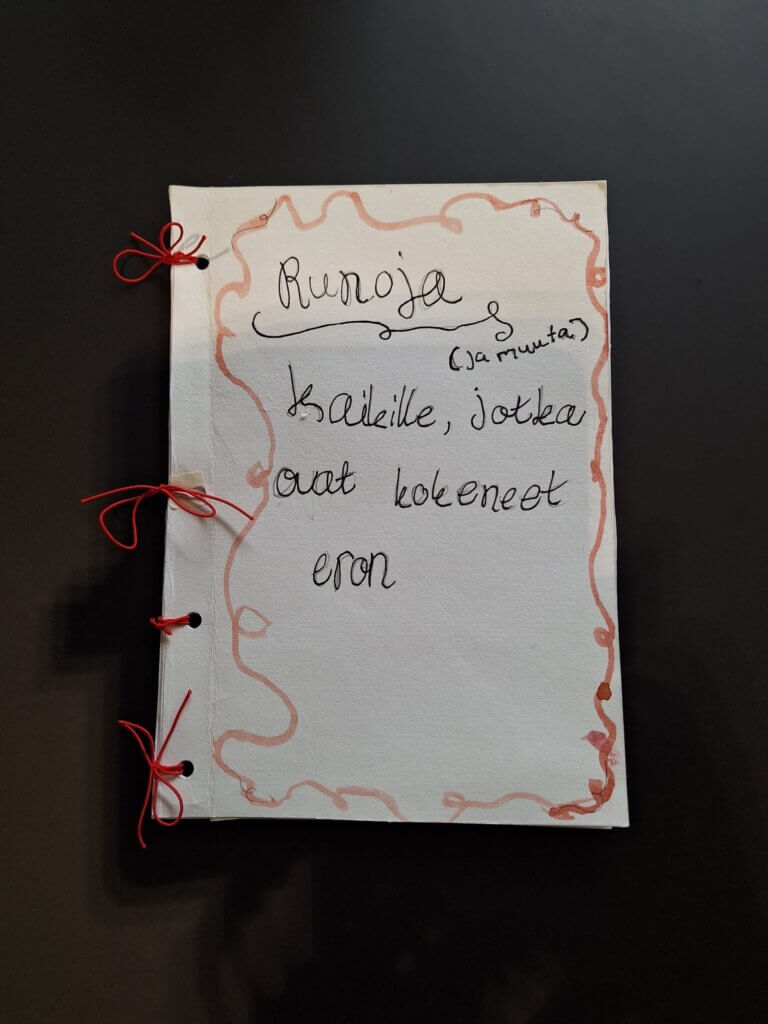 Runoja
(ja muuta)
Kaikille, jotka
ovat kokeneet
eron